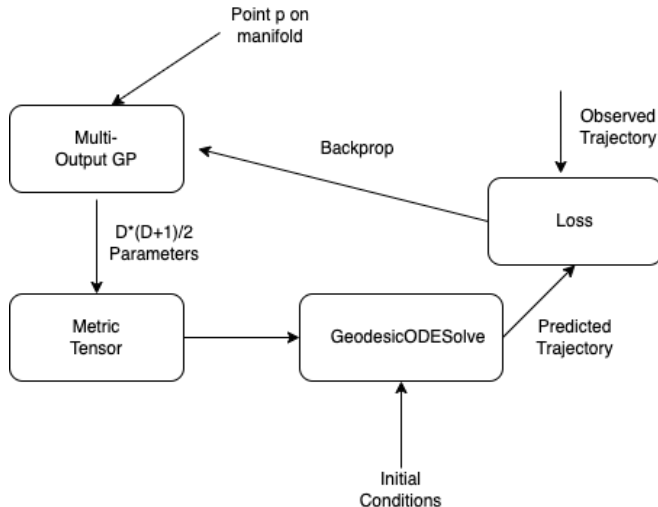 Point p on
manifold
Multi-
Output GP
Backprop
Observed
Trajectory
Loss
D*(D+1)/2
Parameters
Metric
Tensor
GeodesicODESolve
Predicted
Trajectory
Initial
Conditions